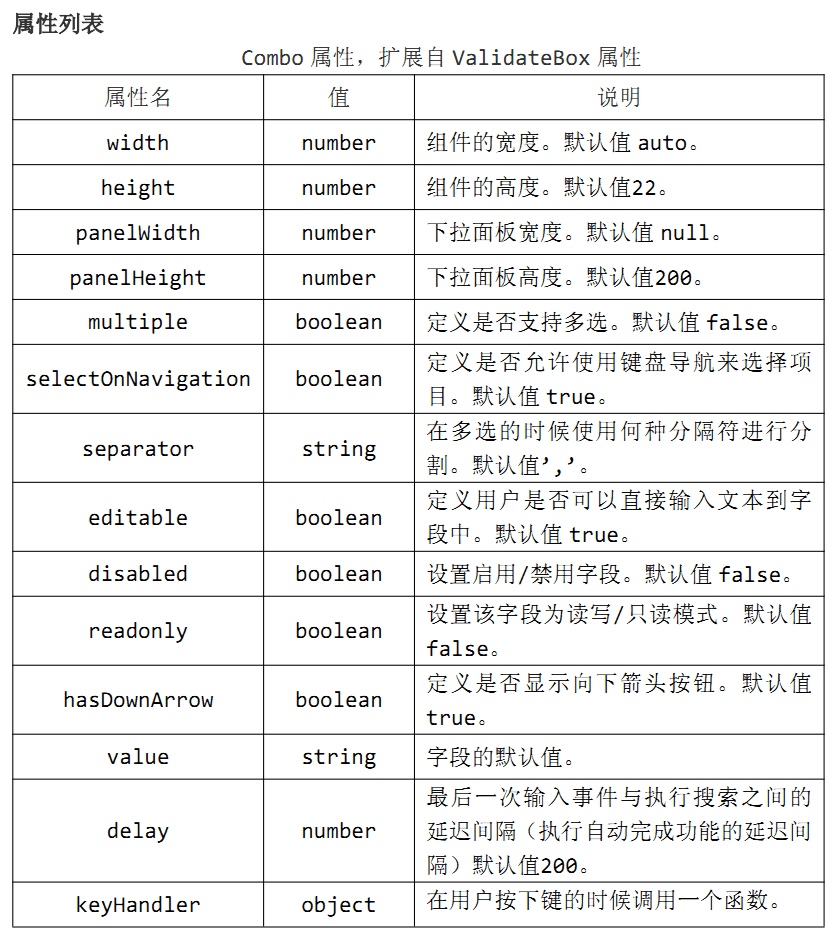 属性列表
Combo 属性，扩展自 ValidateBox 属性
属性名 值 说明
width number 组件的宽度。默认值 auto。
height number 组件的高度。默认值22。
panelWidth number 下拉面板宽度。默认值 null。
panelHeight number 下拉面板高度。默认值200。
multiple boolean 定义是否支持多选。默认值 false。
selectOnNavigation boolean 定义是否允许使用键盘导航来选择项
目。默认值 true。
separator string 在多选的时候使用何种分隔符进行分
割。默认值’,’。
editable boolean 定义用户是否可以直接输入文本到字
段中。默认值 true。
disabled boolean 设置启用/禁用字段。默认值 false。
readonly boolean 设置该字段为读写/只读模式。默认值
false。
hasDownArrow boolean 定义是否显示向下箭头按钮。默认值
true。
value string 字段的默认值。
delay number 最后一次输入事件与执行搜索之间的
延迟间隔（执行自动完成功能的延迟间
隔）默认值200。
keyHandler object 在用户按下键的时候调用一个函数。